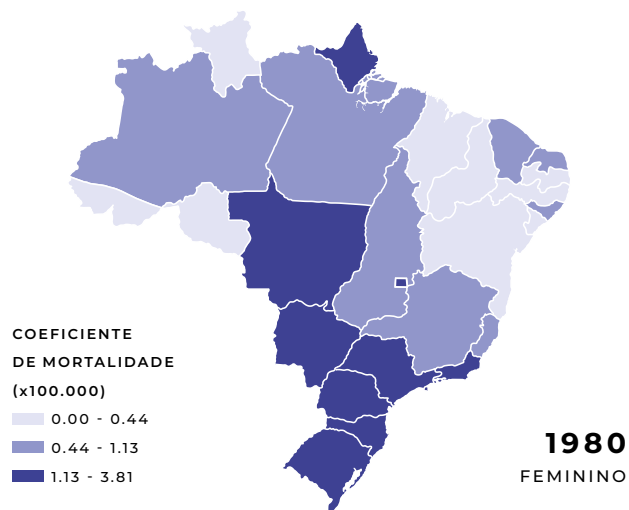 COEFICIENTE
DE MORTALIDADE
(x100.000)
0.00 - 0.44
0.44 - 1.13
1.13 - 3.81
1980
FEMININO